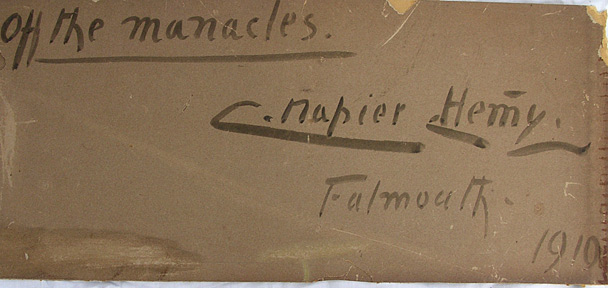 Off the manacles.
C. Napier Hemy.
Falmouth.
1910